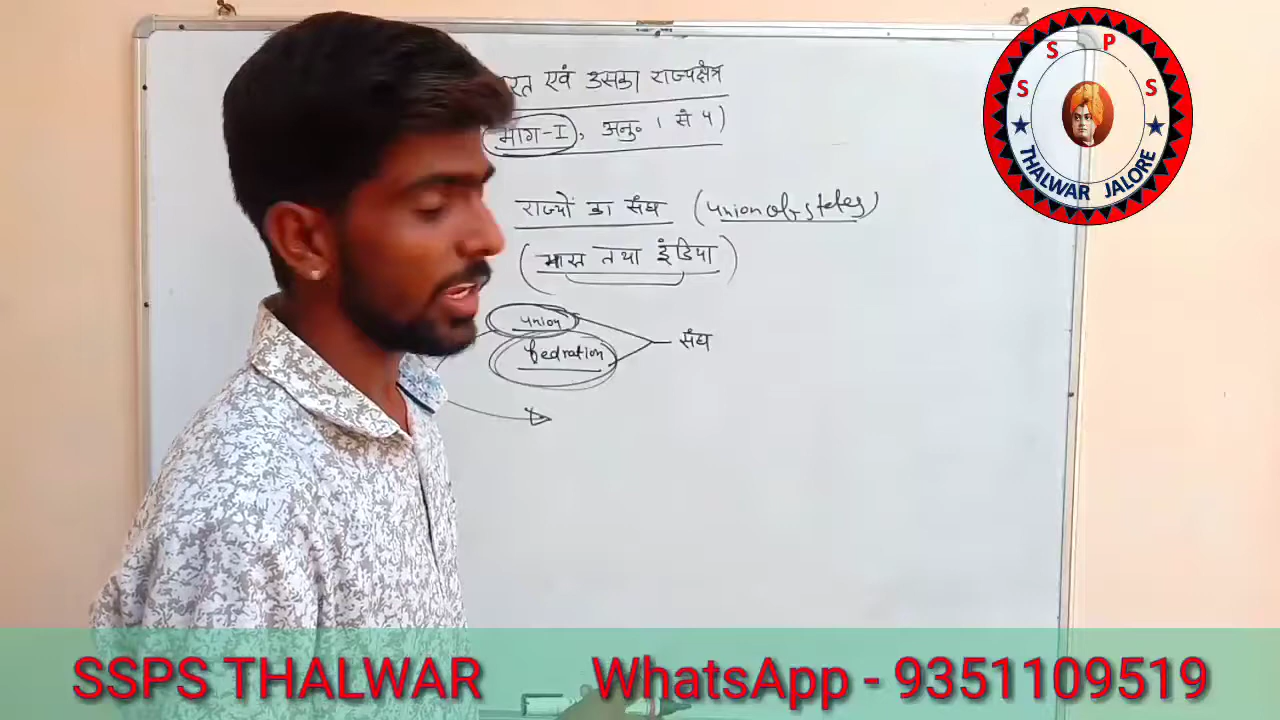 रत एवं उसका राज्यक्षेत्र
भाग-I, अनु० 1 से 4)
राज्यों का संघ (union of states)
(भारत तथा इंडिया)
union
fedration
संघ
S S P S
THALWAR JALORE
SSPS THALWAR WhatsApp - 9351109519